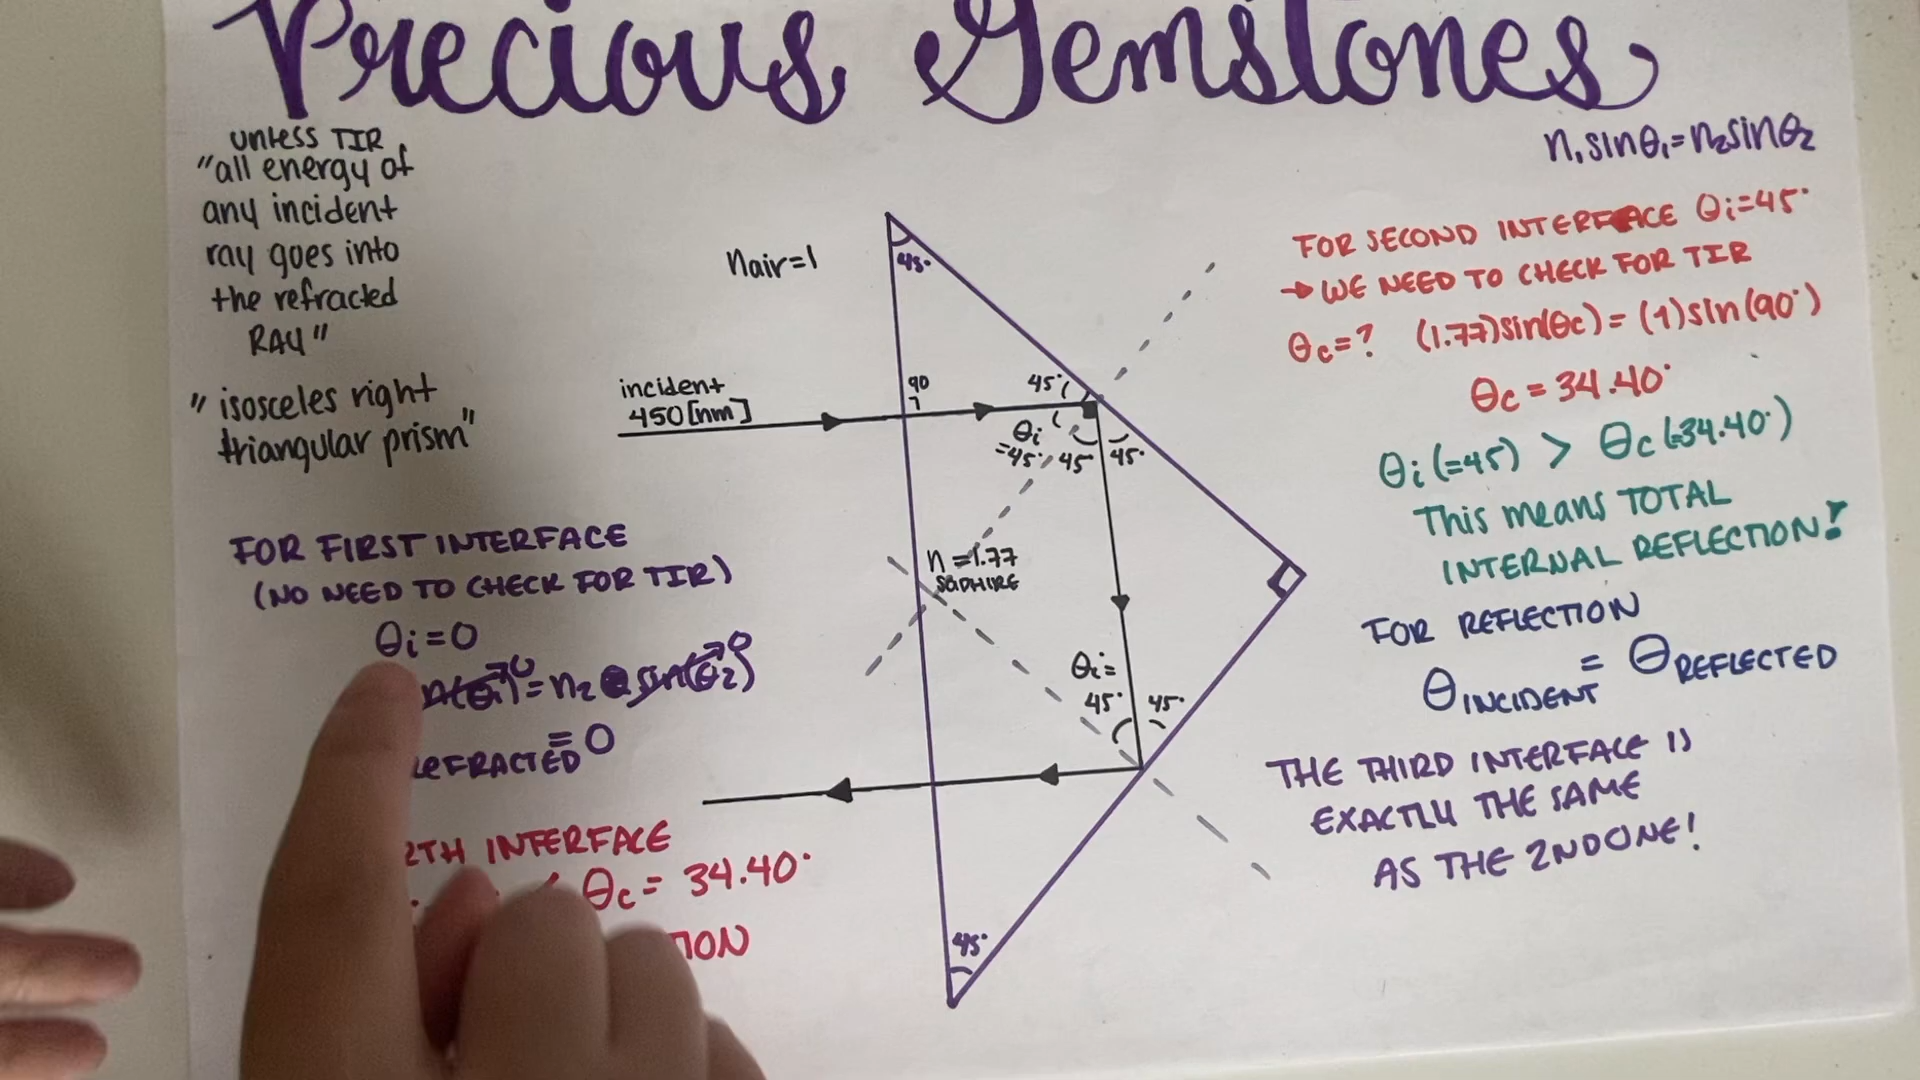 Precious Gemstones
unless TIR
"all energy of
any incident
ray goes into
the refracted
RAY"
"isosceles right
triangular prism"
FOR FIRST INTERFACE
(NO NEED TO CHECK FOR TIR)
θi=0
=n2 sin(θ2)
REFRACTED = 0
INTERFACE
θc= 34.40°
nair=1
incident
450[nm]
45°
90
45°
θi
=45° 45 45°
n=1.77
SAPHIRE
θi=
45° 45°
45°
n1sinθ1=n2sinθ2
FOR SECOND INTERFACE θi=45°
→ WE NEED TO CHECK FOR TIR
θc=? (1.77)sin(θc)= (1)sin(90°)
θc = 34.40°
θi(=45) > θc(=34.40°)
This means TOTAL
INTERNAL REFLECTION!
FOR REFLECTION
θINCIDENT = θREFLECTED
THE THIRD INTERFACE IS
EXACTLY THE SAME
AS THE 2ND ONE!